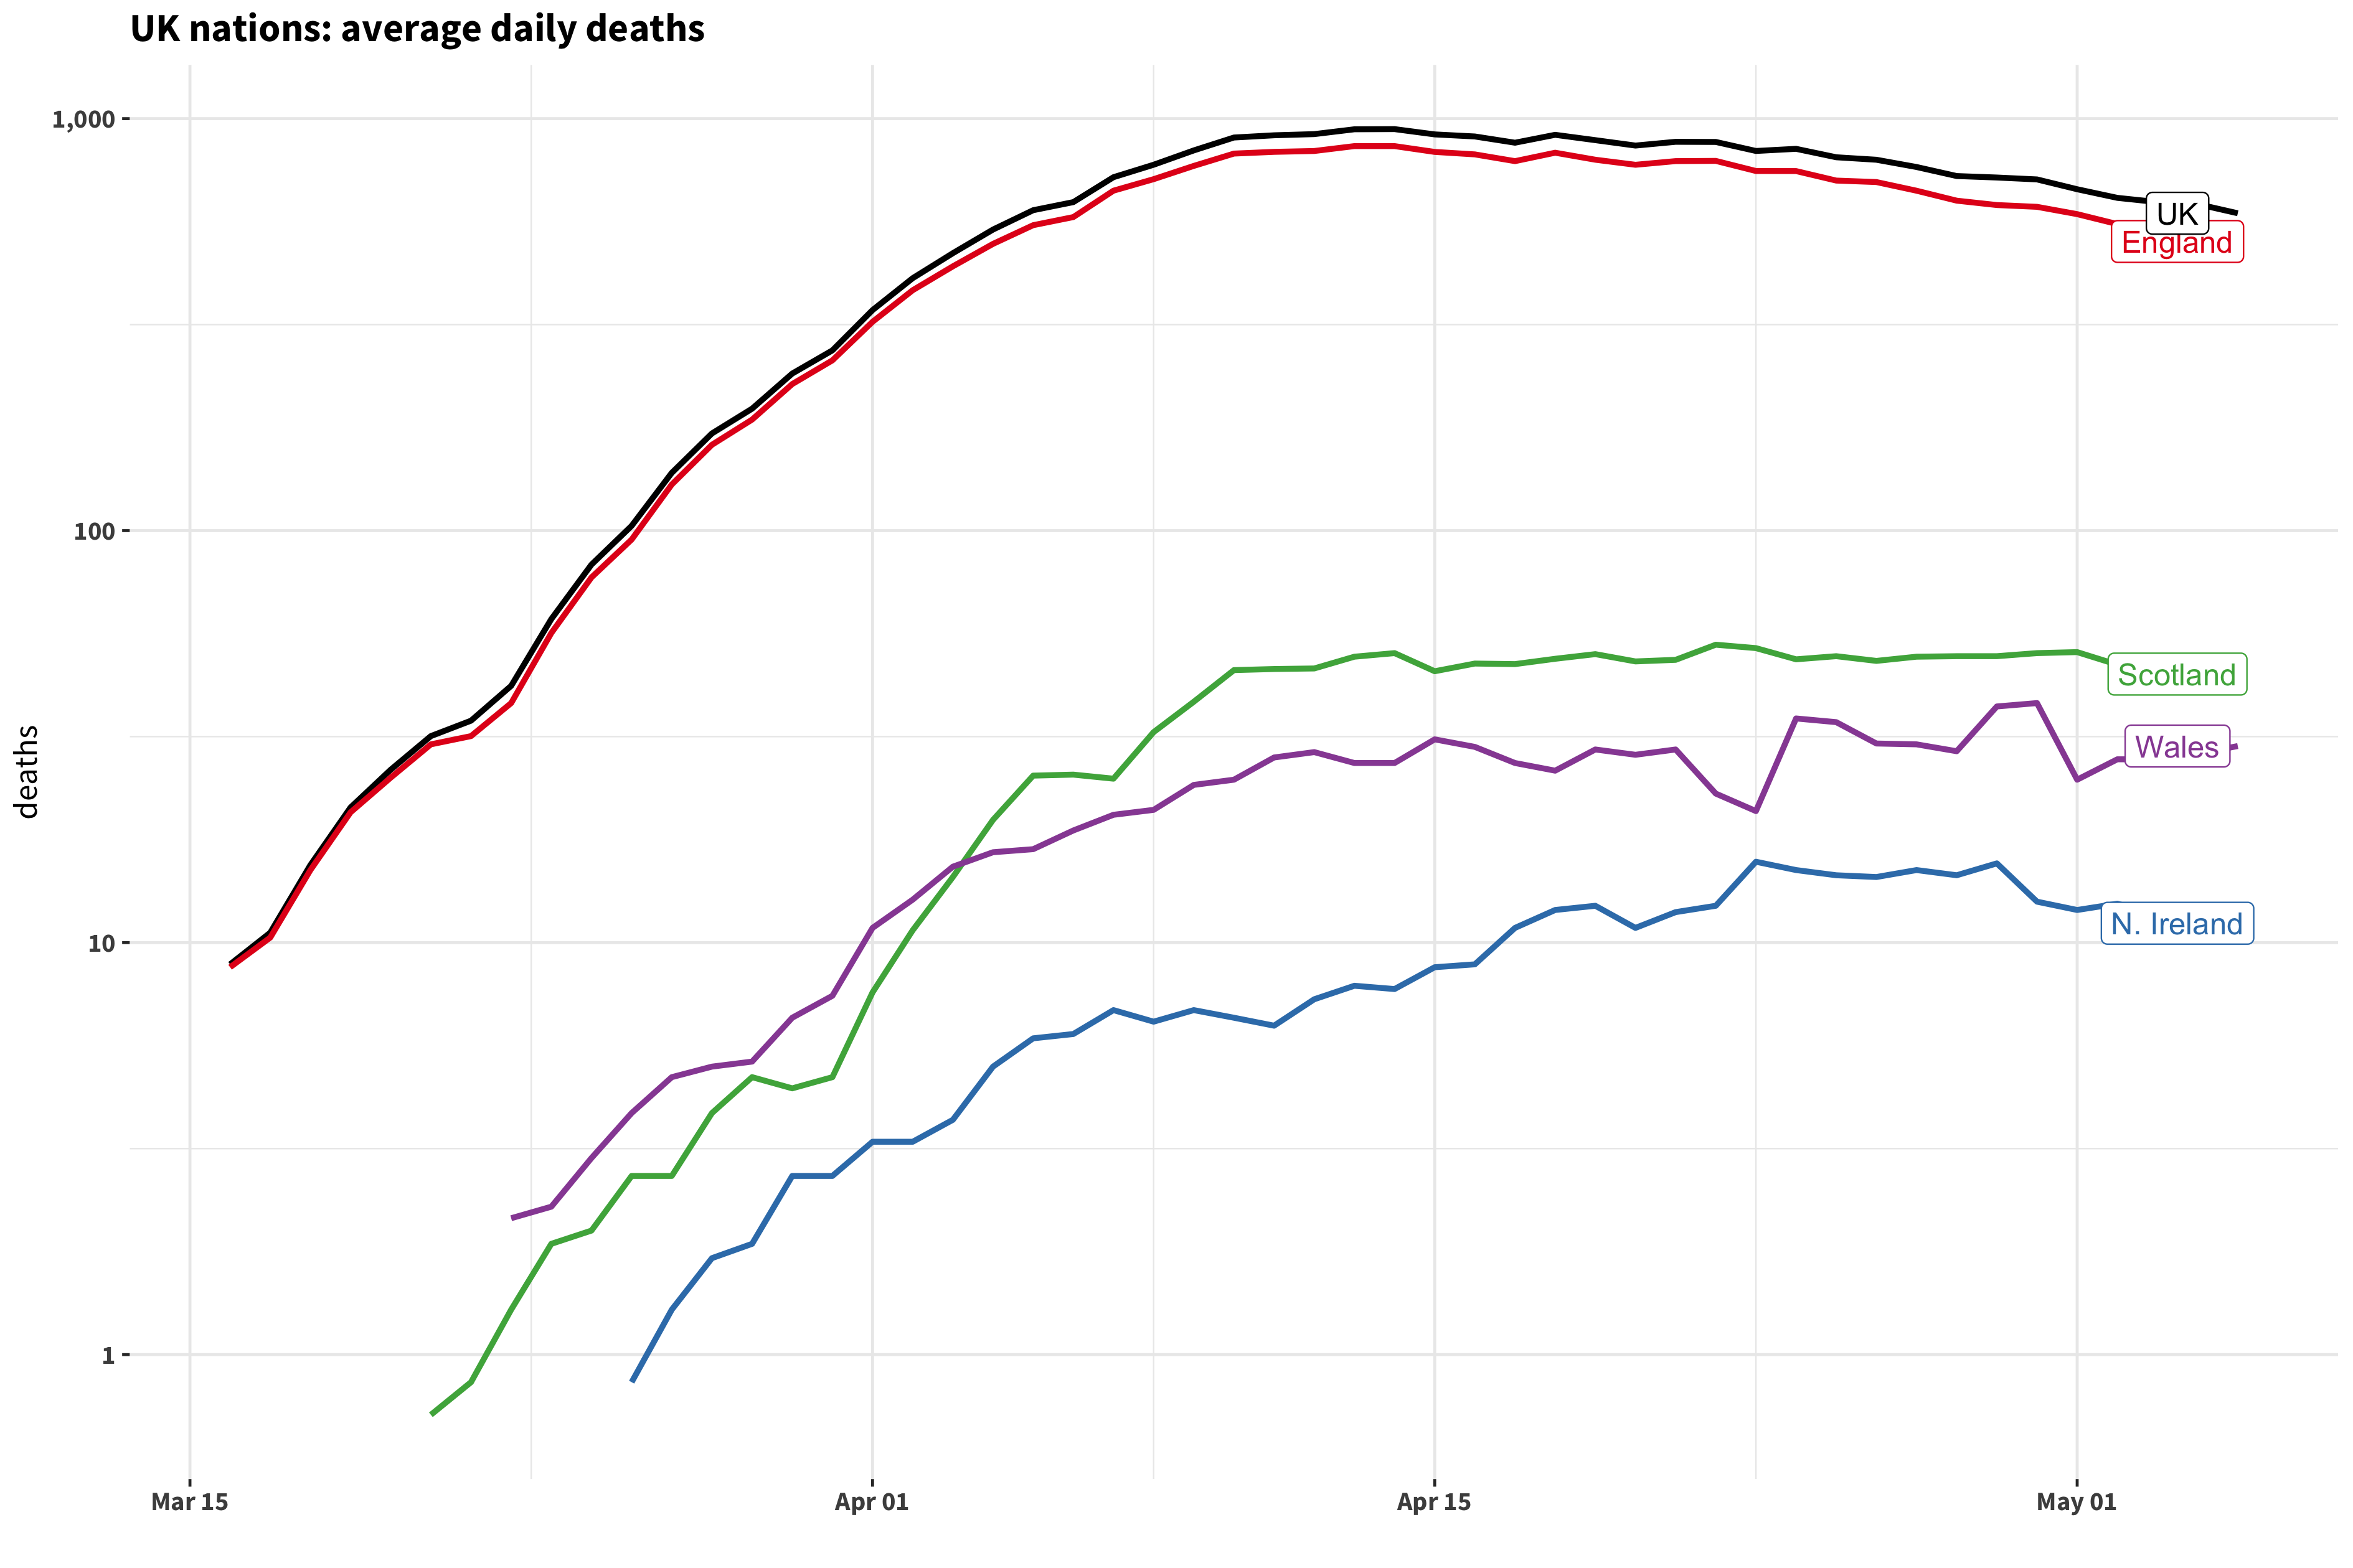 UK nations: average daily deaths
1,000
100
10
1
deaths
UK
England
Scotland
Wales
N. Ireland
Mar 15
Apr 01
Apr 15
May 01